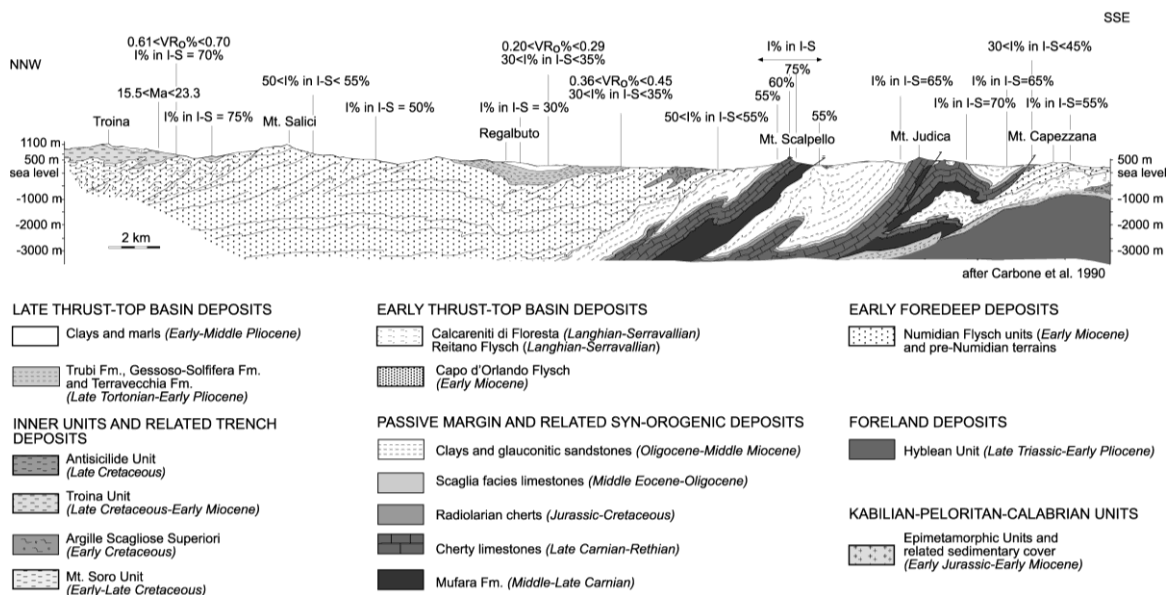 SSE
NNW
0.61<VRo%<0.70
I% in I-S = 70%
0.20<VRo%<0.29
30<I% in I-S<35%
I% in I-S
30<I% in I-S<45%
15.5<Ma<23.3
50<I% in I-S< 55%
0.36<VRo%<0.45
30<I% in I-S<35%
75%
60%
55%
I% in I-S=65%
I% in I-S=65%
I% in I-S = 75%
I% in I-S = 50%
I% in I-S = 30%
50<I% in I-S<55%
55%
I% in I-S=70%
I% in I-S=55%
Troina
Mt. Salici
Regalbuto
Mt. Scalpello
Mt. Judica
Mt. Capezzana
1100 m
500 m
sea level
-1000 m
-2000 m
-3000 m
2 km
500 m
sea level
-1000 m
-2000 m
-3000 m
after Carbone et al. 1990
LATE THRUST-TOP BASIN DEPOSITS
Clays and marls (Early-Middle Pliocene)
Trubi Fm., Gessoso-Solfifera Fm.
and Terravecchia Fm.
(Late Tortonian-Early Pliocene)
INNER UNITS AND RELATED TRENCH
DEPOSITS
Antisicilide Unit
(Late Cretaceous)
Troina Unit
(Late Cretaceous-Early Miocene)
Argille Scagliose Superiori
(Early Cretaceous)
Mt. Soro Unit
(Early-Late Cretaceous)
EARLY THRUST-TOP BASIN DEPOSITS
Calcareniti di Floresta (Langhian-Serravallian)
Reitano Flysch (Langhian-Serravallian)
Capo d'Orlando Flysch
(Early Miocene)
PASSIVE MARGIN AND RELATED SYN-OROGENIC DEPOSITS
Clays and glauconitic sandstones (Oligocene-Middle Miocene)
Scaglia facies limestones (Middle Eocene-Oligocene)
Radiolarian cherts (Jurassic-Cretaceous)
Cherty limestones (Late Carnian-Rethian)
Mufara Fm. (Middle-Late Carnian)
EARLY FOREDEEP DEPOSITS
Numidian Flysch units (Early Miocene)
and pre-Numidian terrains
FORELAND DEPOSITS
Hyblean Unit (Late Triassic-Early Pliocene)
KABILIAN-PELORITAN-CALABRIAN UNITS
Epimetamorphic Units and
related sedimentary cover
(Early Jurassic-Early Miocene)